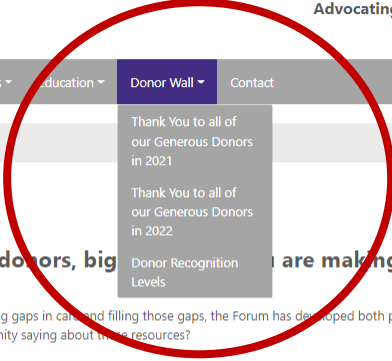 Advocating
Education Donor Wall Contact
Thank You to all of
our Generous Donors
in 2021
Thank You to all of
our Generous Donors
in 2022
donors, big are making
Donor Recognition
Levels
gaps in care and filling those gaps, the Forum has developed both
saying about these resources?